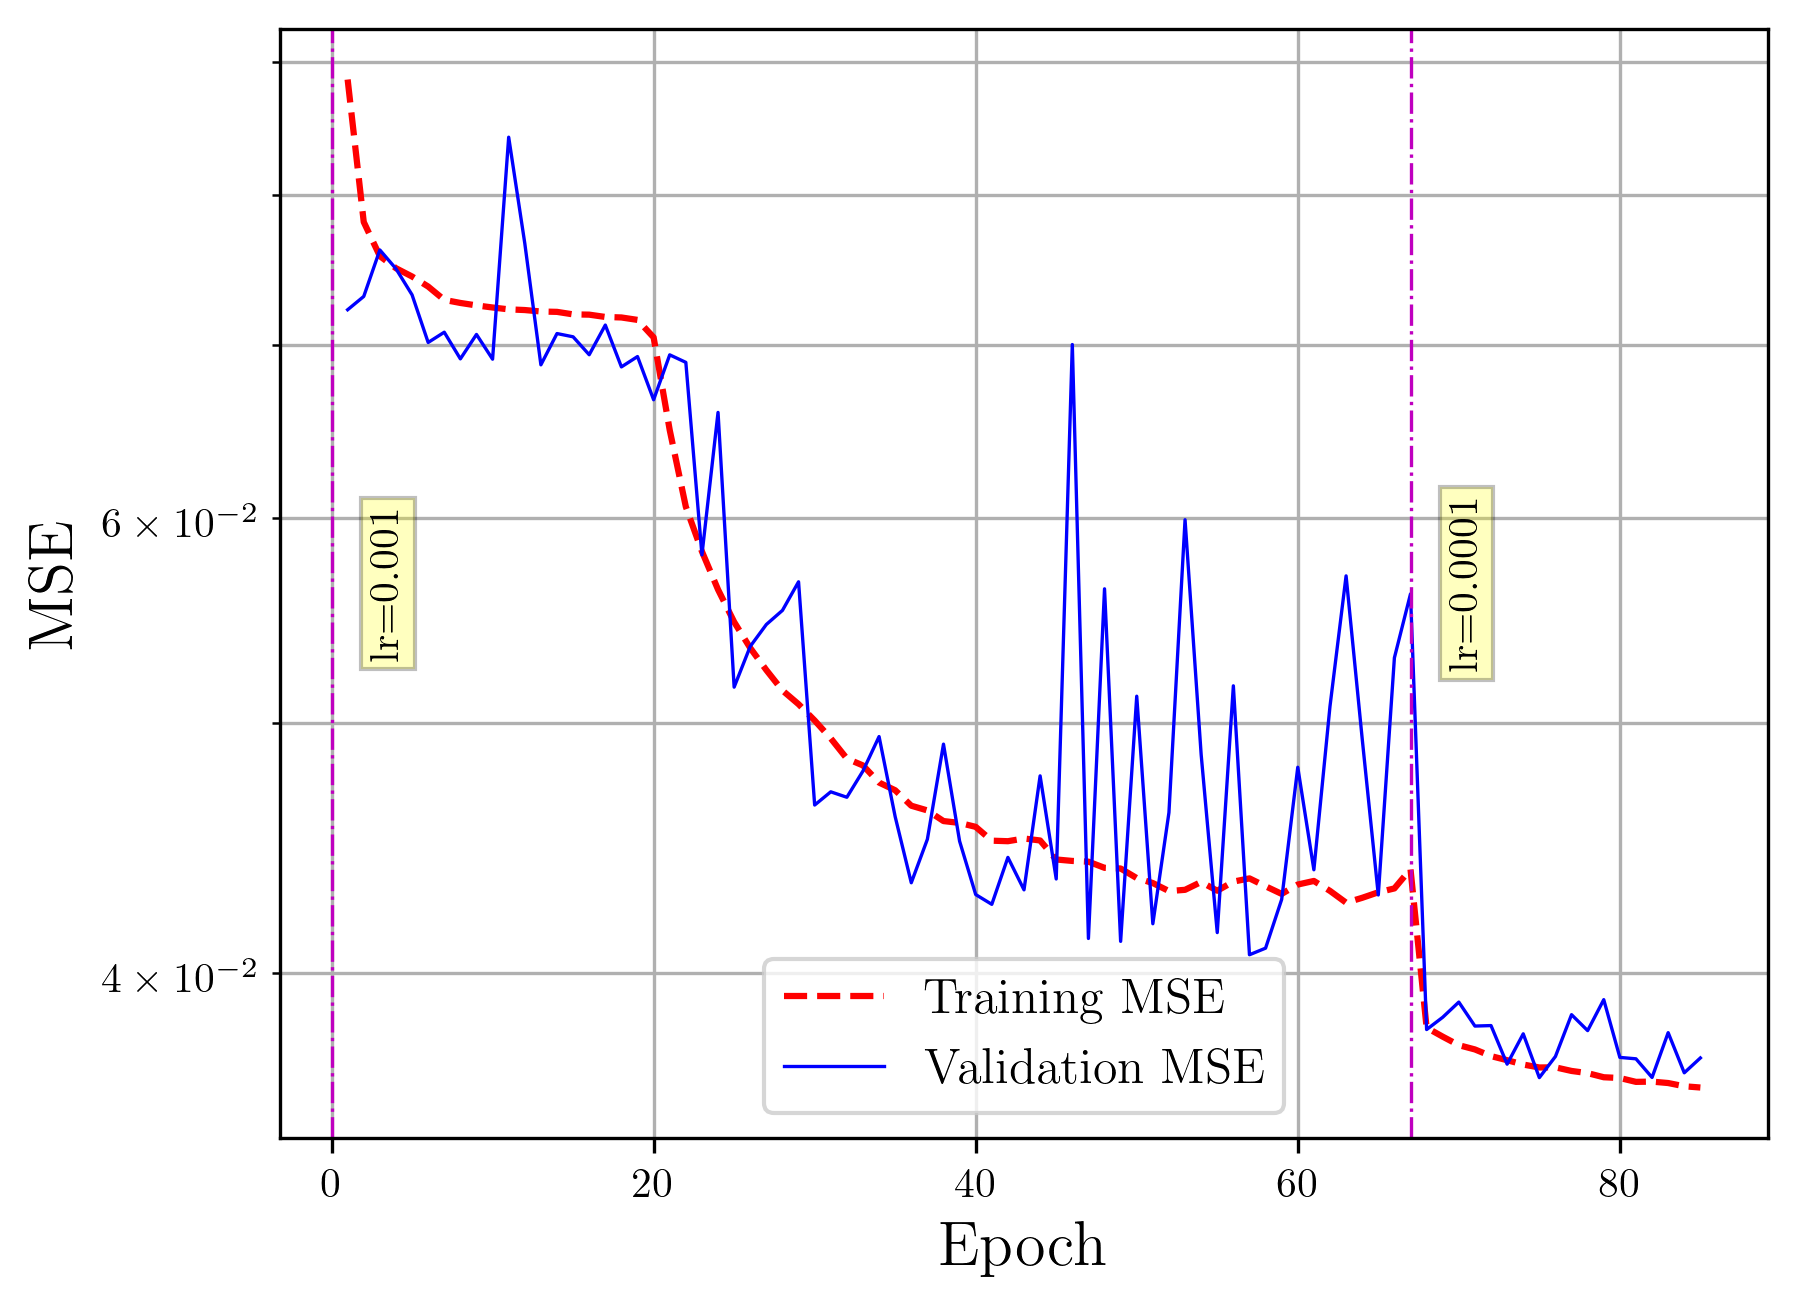 MSE
6 × 10⁻²
4 × 10⁻²
lr=0.001
lr=0.0001
Training MSE
Validation MSE
0 20 40 60 80
Epoch